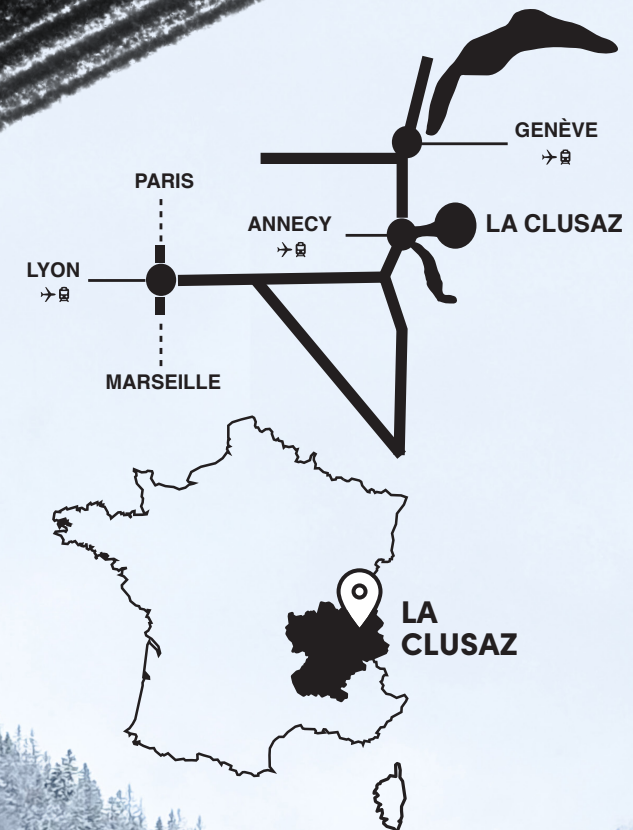 GENÈVE
PARIS
ANNECY
LA CLUSAZ
LYON
MARSEILLE
LA
CLUSAZ